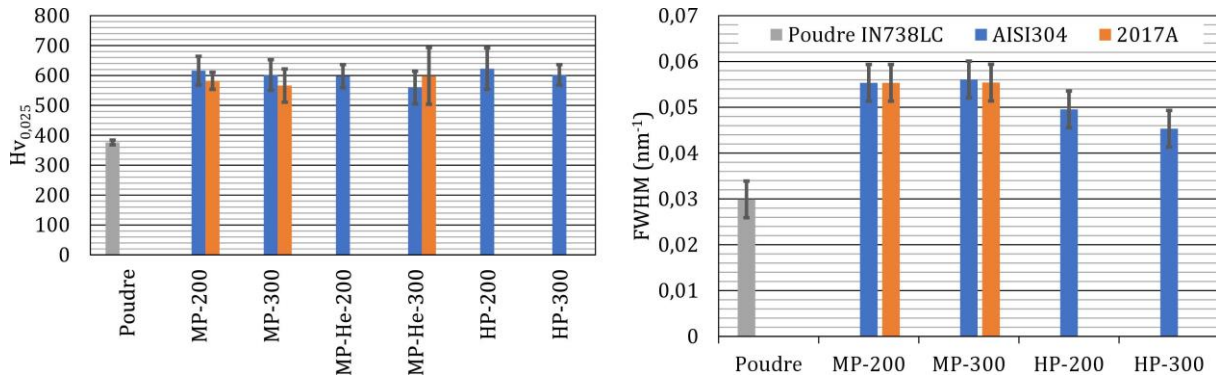 800
700
600
500
400
300
200
100
0
Hv0,025
Poudre
MP-200
MP-300
MP-He-200
MP-He-300
HP-200
HP-300
0,07
0,06
0,05
0,04
0,03
0,02
0,01
0
FWHM (nm⁻¹)
Poudre IN738LC AISI304 2017A
Poudre MP-200 MP-300 HP-200 HP-300